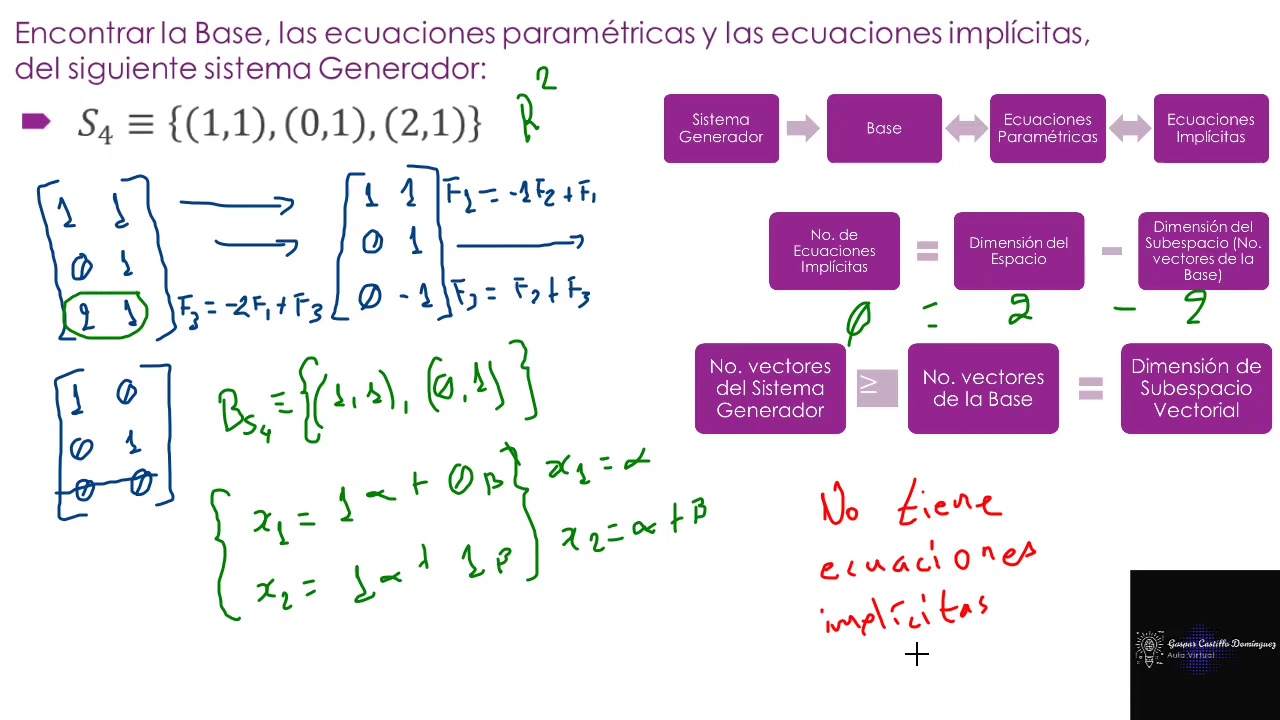 Encontrar la Base, las ecuaciones paramétricas y las ecuaciones implícitas,
del siguiente sistema Generador:
S₄ ≡ {(1,1), (0,1), (2,1)} R²
Sistema Generador
Base
Ecuaciones Paramétricas
Ecuaciones Implícitas
No. de Ecuaciones Implícitas
=
Dimensión del Espacio
−
Dimensión del Subespacio (No. vectores de la Base)
0 = 2 − 2
No. vectores del Sistema Generador
≥
No. vectores de la Base
=
Dimensión de Subespacio Vectorial
1 1
0 1
2 1 F₃ = -2F₁ + F₃
1 1 F₁ = -1F₂ + F₁
0 1
0 -1 F₃ = F₂ + F₃
1 0
0 1
0 0
B_S₄ ≡ {(1,1), (0,1)}
x₁ = 1α + 0β x₁ = α
x₂ = 1α + 1β x₂ = α + β
No tiene
ecuaciones
implícitas
Gaspar Castillo Domínguez
Aula Virtual